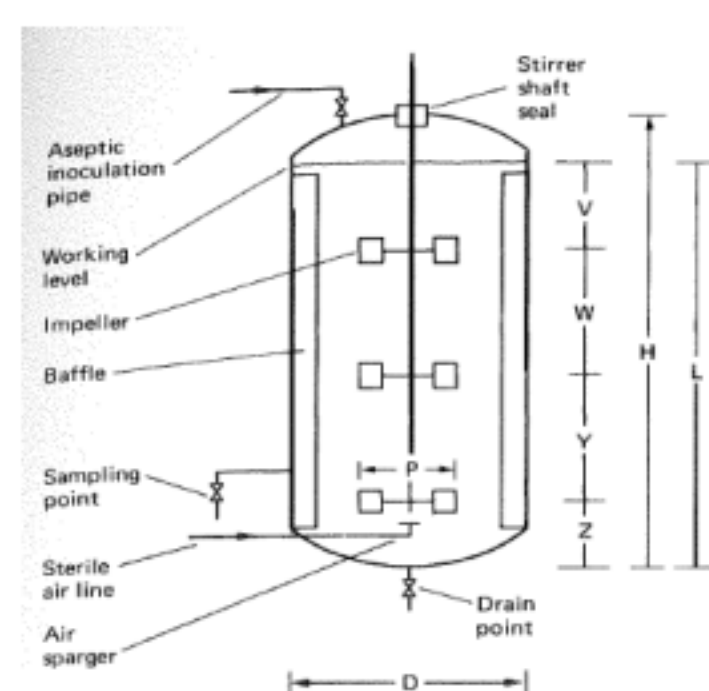 Stirrer
shaft
seal
Aseptic
inoculation
pipe
Working
level
Impeller
Baffle
Sampling
point
Sterile
air line
Air
sparger
Drain
point
V
W
Y
Z
H
L
P
D